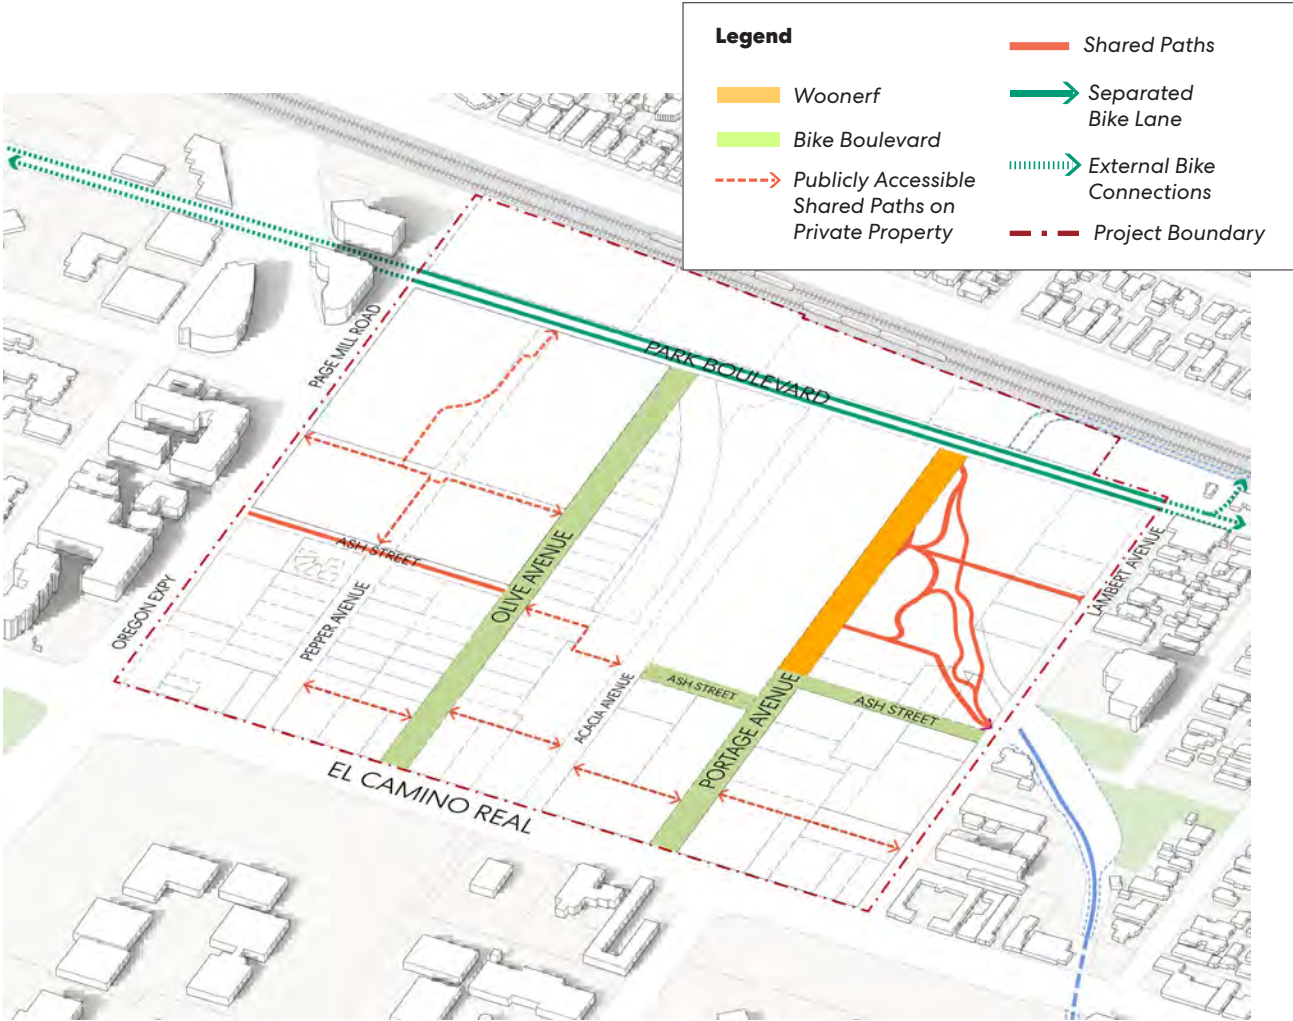 Legend
Woonerf
Bike Boulevard
Publicly Accessible
Shared Paths on
Private Property
Shared Paths
Separated
Bike Lane
External Bike
Connections
Project Boundary
PAGE MILL ROAD
PARK BOULEVARD
OREGON EXPY
ASH STREET
PEPPER AVENUE
OLIVE AVENUE
LAMBERT AVENUE
ACACIA AVENUE
ASH STREET
PORTAGE AVENUE
ASH STREET
EL CAMINO REAL